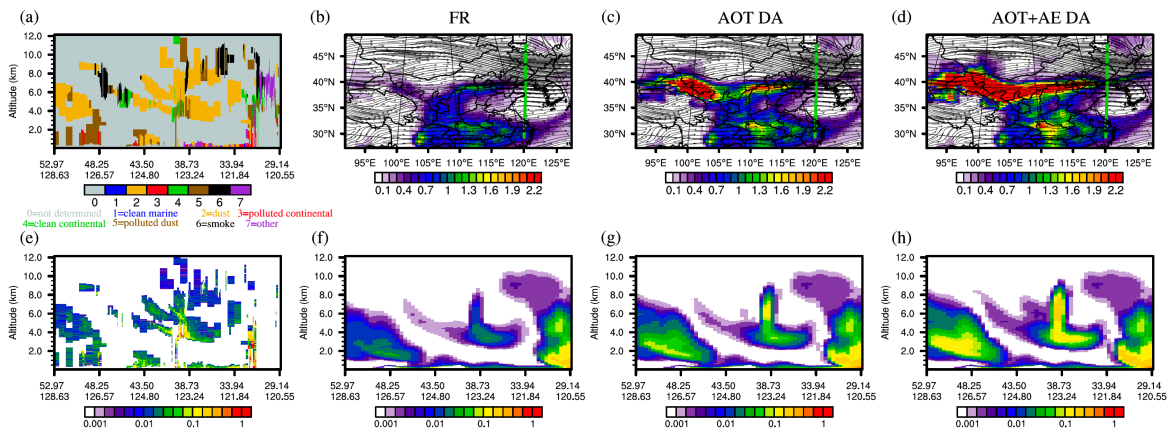 (a)
(b) FR
(c) AOT DA
(d) AOT+AE DA
Altitude (km)
12.0
10.0
8.0
6.0
4.0
2.0
52.97 48.25 43.50 38.73 33.94 29.14
128.63 126.57 124.75 123.24 121.84 120.55
0 1 2 3 4 5 6 7
0=not determined 1=clean marine 2=dust 3=polluted continental
4=clean continental 5=polluted dust 6=smoke 7=other
45°N
40°N
35°N
30°N
95°E 100°E 105°E 110°E 115°E 120°E 125°E
0.1 0.4 0.7 1 1.3 1.6 1.9 2.2
45°N
40°N
35°N
30°N
95°E 100°E 105°E 110°E 115°E 120°E 125°E
0.1 0.4 0.7 1 1.3 1.6 1.9 2.2
45°N
40°N
35°N
30°N
95°E 100°E 105°E 110°E 115°E 120°E 125°E
0.1 0.4 0.7 1 1.3 1.6 1.9 2.2
(e)
(f)
(g)
(h)
Altitude (km)
12.0
10.0
8.0
6.0
4.0
2.0
52.97 48.25 43.50 38.73 33.94 29.14
128.63 126.57 124.75 123.24 121.84 120.55
0.001 0.01 0.1 1
Altitude (km)
12.0
10.0
8.0
6.0
4.0
2.0
52.97 48.25 43.50 38.73 33.94 29.14
128.63 126.25 124.75 123.24 121.84 120.55
0.001 0.01 0.1 1
Altitude (km)
12.0
10.0
8.0
6.0
4.0
2.0
52.97 48.25 43.50 38.73 33.94 29.14
128.63 126.25 124.75 123.24 121.84 120.55
0.001 0.01 0.1 1
Altitude (km)
12.0
10.0
8.0
6.0
4.0
2.0
52.97 48.25 43.50 38.73 33.94 29.14
128.63 126.25 124.75 123.24 121.84 120.55
0.001 0.01 0.1 1